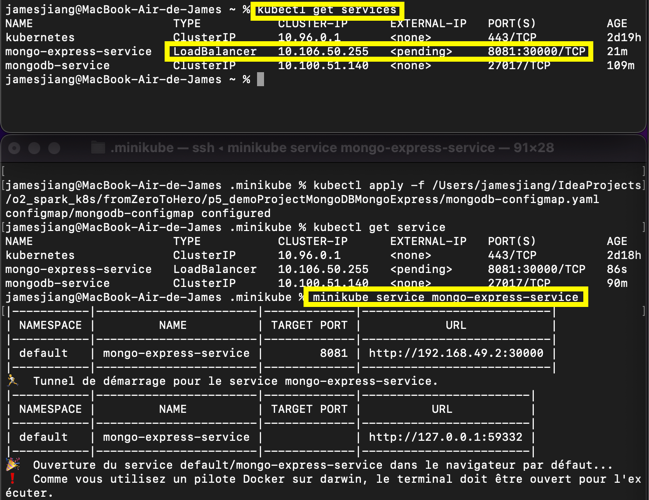 jamesjiang@MacBook-Air-de-James ~ % kubectl get services
NAME TYPE CLUSTER-IP EXTERNAL-IP PORT(S) AGE
kubernetes ClusterIP 10.96.0.1 <none> 443/TCP 2d19h
mongo-express-service LoadBalancer 10.106.50.255 <pending> 8081:30000/TCP 21m
mongodb-service ClusterIP 10.100.51.140 <none> 27017/TCP 109m
jamesjiang@MacBook-Air-de-James ~ %
.minikube — ssh ◂ minikube service mongo-express-service — 91×28
[
[jamesjiang@MacBook-Air-de-James .minikube % kubectl apply -f /Users/jamesjiang/IdeaProjects]
/o2_spark_k8s/fromZeroToHero/p5_demoProjectMongoDBMongoExpress/mongodb-configmap.yaml
configmap/mongodb-configmap configured
[jamesjiang@MacBook-Air-de-James .minikube % kubectl get service ]
NAME TYPE CLUSTER-IP EXTERNAL-IP PORT(S) AGE
kubernetes ClusterIP 10.96.0.1 <none> 443/TCP 2d18h
mongo-express-service LoadBalancer 10.106.50.255 <pending> 8081:30000/TCP 86s
mongodb-service ClusterIP 10.100.51.140 <none> 27017/TCP 90m
[jamesjiang@MacBook-Air-de-James .minikube % minikube service mongo-express-service ]
|-----------|-----------------------|-------------|---------------------------|
| NAMESPACE | NAME | TARGET PORT | URL |
|-----------|-----------------------|-------------|---------------------------|
| default | mongo-express-service | 8081 | http://192.168.49.2:30000 |
|-----------|-----------------------|-------------|---------------------------|
🏃 Tunnel de démarrage pour le service mongo-express-service.
|-----------|-----------------------|-------------|------------------------|
| NAMESPACE | NAME | TARGET PORT | URL |
|-----------|-----------------------|-------------|------------------------|
| default | mongo-express-service | | http://127.0.0.1:59332 |
|-----------|-----------------------|-------------|------------------------|
🎉 Ouverture du service default/mongo-express-service dans le navigateur par défaut...
❗ Comme vous utilisez un pilote Docker sur darwin, le terminal doit être ouvert pour l'ex
écuter.